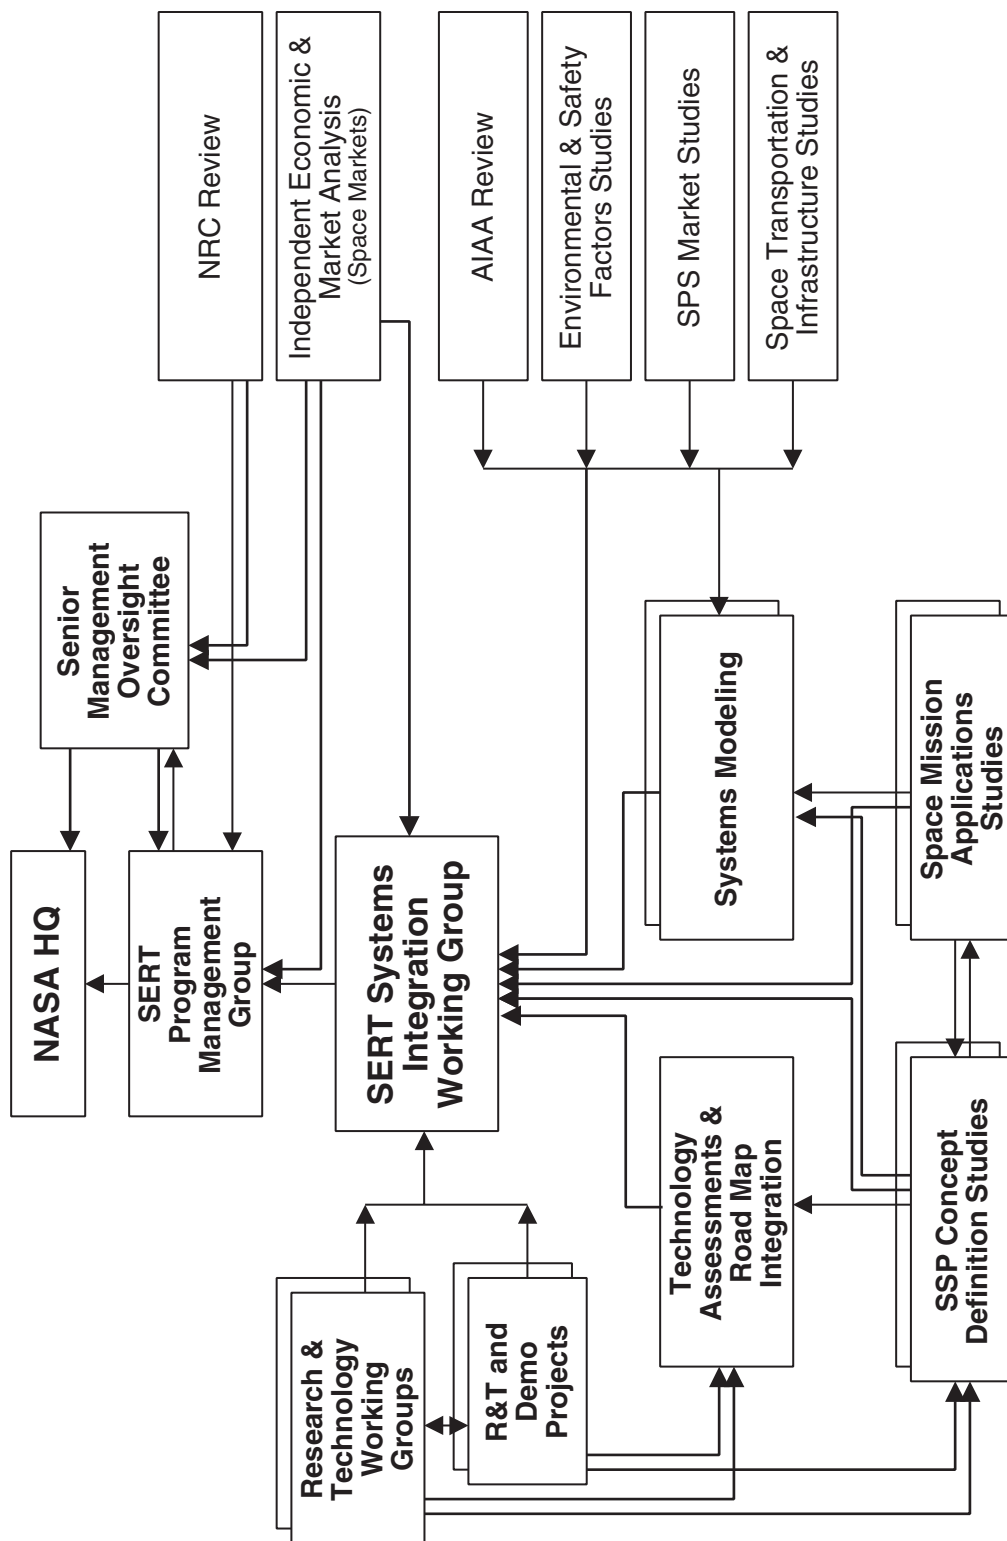 NASA HQ
Senior
Management
Oversight
Committee
SERT
Program
Management
Group
NRC Review
Independent Economic &
Market Analysis
(Space Markets)
Research &
Technology
Working
Groups
SERT Systems
Integration
Working Group
AIAA Review
R&T and
Demo
Projects
Environmental & Safety
Factors Studies
SPS Market Studies
Technology
Assessments &
Road Map
Integration
Systems Modeling
Space Transportation &
Infrastructure Studies
SSP Concept
Definition Studies
Space Mission
Applications
Studies